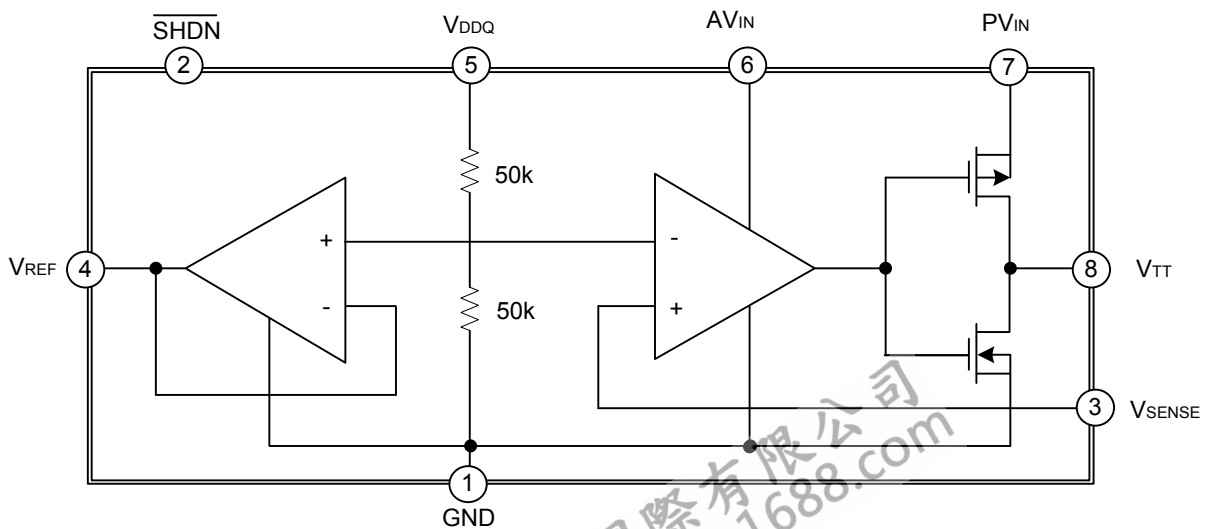 SHDN
VDDQ
AVIN
PVIN
2
5
6
7
50k
+
-
VREF
4
8
VTT
-
50k
+
3
VSENSE
1
GND
際有限公司
1688.com